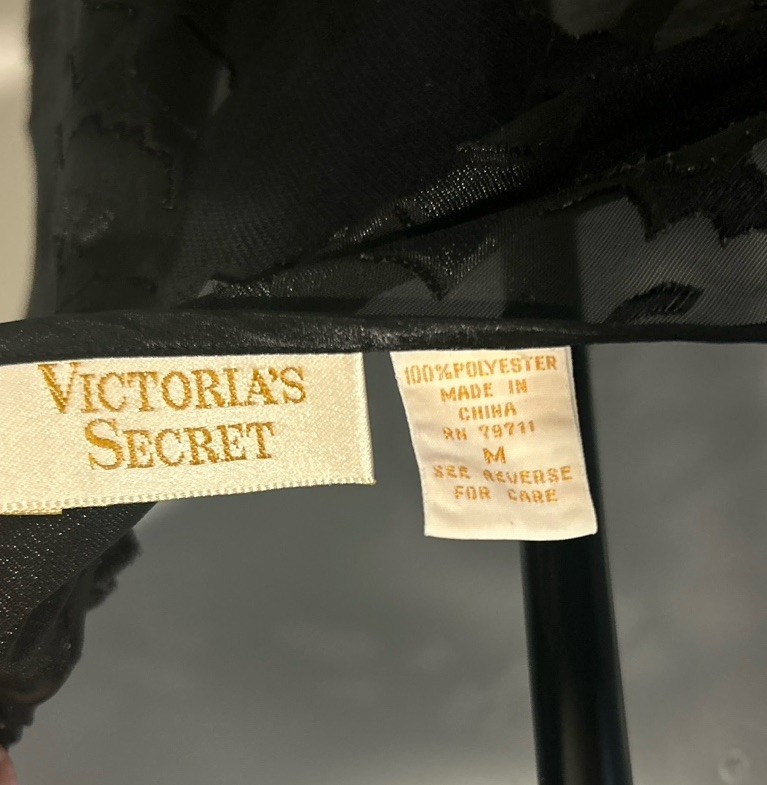 VICTORIA'S
SECRET
100%POLYESTER
MADE IN
CHINA
RN 79711
M
SEE REVERSE
FOR CARE